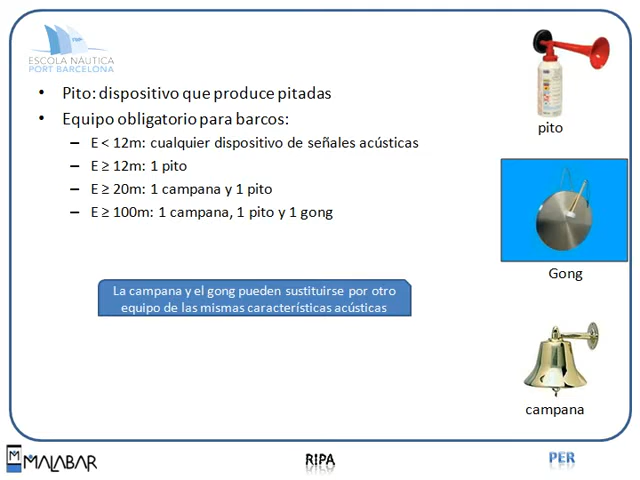 ESCOLA NÀUTICA
PORT BARCELONA
• Pito: dispositivo que produce pitadas
• Equipo obligatorio para barcos:
– E < 12m: cualquier dispositivo de señales acústicas
– E ≥ 12m: 1 pito
– E ≥ 20m: 1 campana y 1 pito
– E ≥ 100m: 1 campana, 1 pito y 1 gong
La campana y el gong pueden sustituirse por otro
equipo de las mismas características acústicas
pito
Gong
campana
MALABAR
RIPA
PER